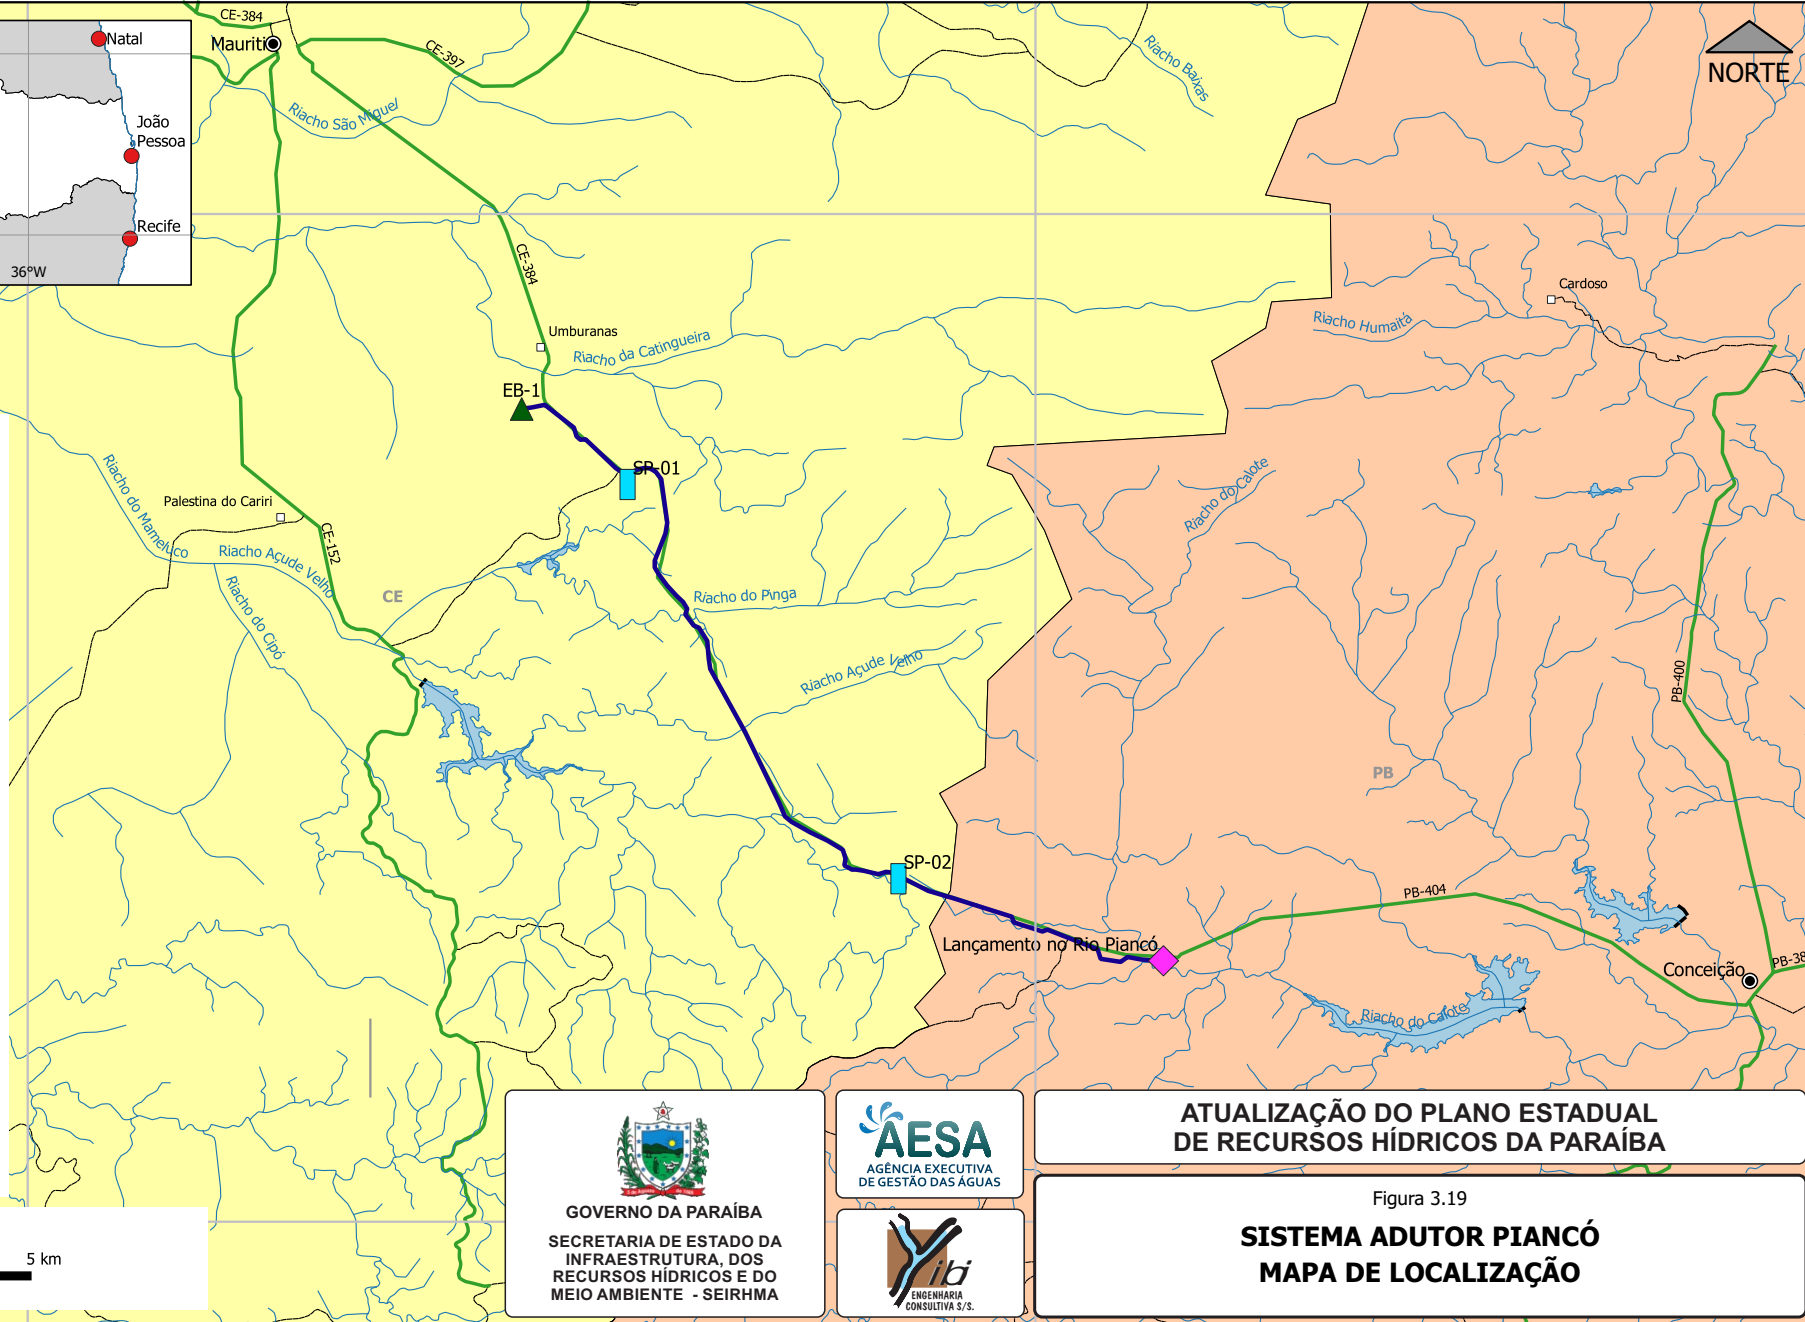 CE-384
Natal
Mauriti
CE-397
Riacho Baixas
NORTE
Riacho São Miguel
João
Pessoa
Recife
36°W
CE-384
Cardoso
Riacho Humaitá
Umburanas
Riacho da Catingueira
EB-1
SP-01
Riacho do Calote
Riacho do Mameluco
Palestina do Cariri
CE-152
Riacho Açude Velho
Riacho do Cipó
CE
Riacho do Pinga
Riacho Açude Velho
PB-400
PB
SP-02
PB-404
Lançamento no Rio Piancó
Conceição
PB-38
Riacho do Calote
5 km
GOVERNO DA PARAÍBA
SECRETARIA DE ESTADO DA
INFRAESTRUTURA, DOS
RECURSOS HÍDRICOS E DO
MEIO AMBIENTE - SEIRHMA
AESA
AGÊNCIA EXECUTIVA
DE GESTÃO DAS ÁGUAS
ibi
ENGENHARIA
CONSULTIVA S/S.
ATUALIZAÇÃO DO PLANO ESTADUAL
DE RECURSOS HÍDRICOS DA PARAÍBA
Figura 3.19
SISTEMA ADUTOR PIANCÓ
MAPA DE LOCALIZAÇÃO